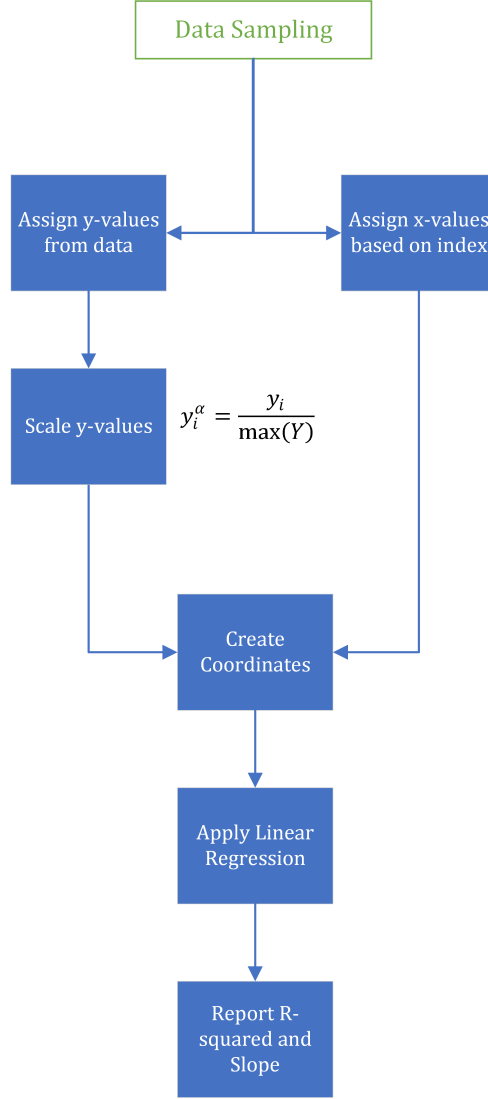 Data Sampling
Assign y-values
from data
Assign x-values
based on index
Scale y-values
y_i^α = y_i / max(Y)
Create
Coordinates
Apply Linear
Regression
Report R-
squared and
Slope